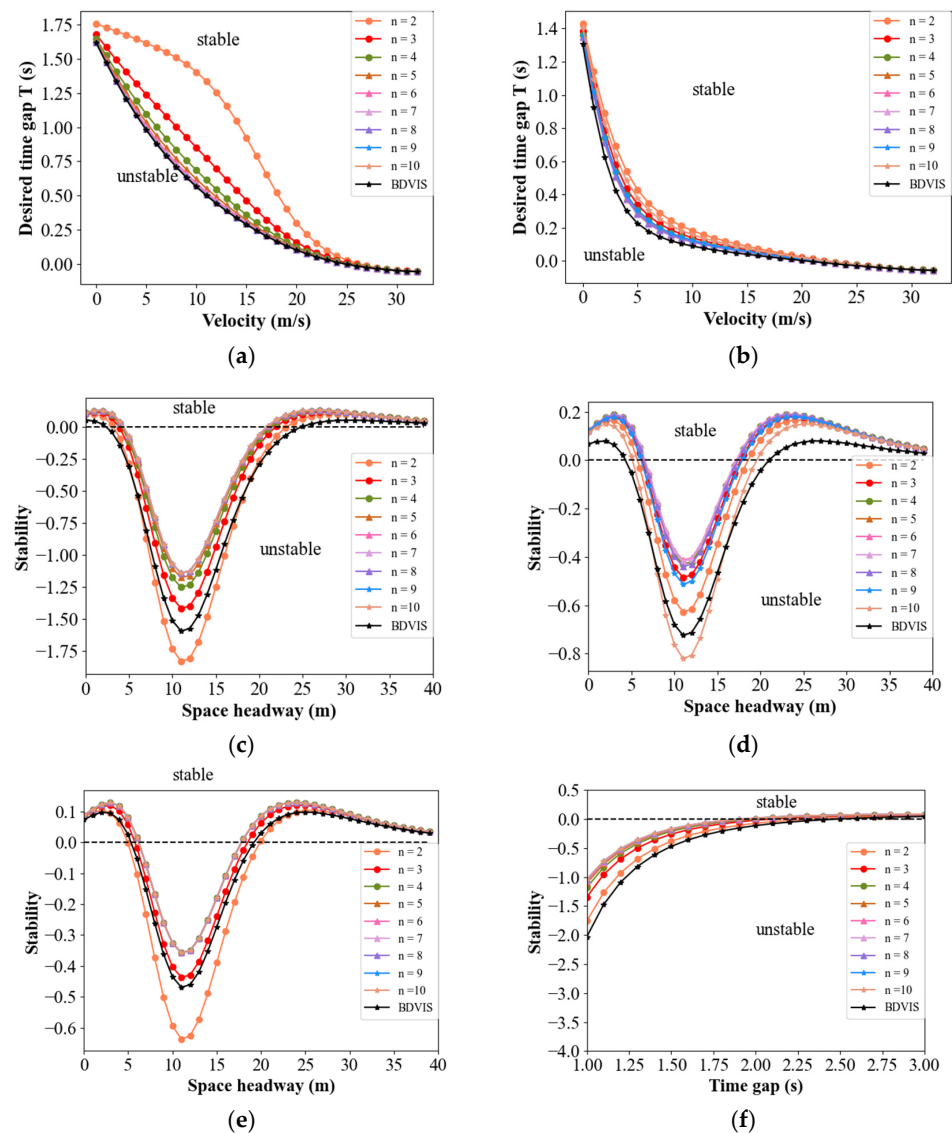 1.75
1.50
1.25
1.00
0.75
0.50
0.25
0.00
Desired time gap T (s)
stable
unstable
n = 2
n = 3
n = 4
n = 5
n = 6
n = 7
n = 8
n = 9
n =10
BDVIS
0 5 10 15 20 25 30
Velocity (m/s)
(a)
1.4
1.2
1.0
0.8
0.6
0.4
0.2
0.0
Desired time gap T (s)
stable
unstable
n = 2
n = 3
n = 4
n = 5
n = 6
n = 7
n = 8
n = 9
n =10
BDVIS
0 5 10 15 20 25 30
Velocity (m/s)
(b)
0.00
−0.25
−0.50
−0.75
−1.00
−1.25
−1.50
−1.75
Stability
stable
unstable
n = 2
n = 3
n = 4
n = 5
n = 6
n = 7
n = 8
n = 9
n =10
BDVIS
0 5 10 15 20 25 30 35 40
Space headway (m)
(c)
0.2
0.0
−0.2
−0.4
−0.6
−0.8
Stability
stable
unstable
n = 2
n = 3
n = 4
n = 5
n = 6
n = 7
n = 8
n = 9
n =10
BDVIS
0 5 10 15 20 25 30 35 40
Space headway (m)
(d)
stable
0.1
0.0
−0.1
−0.2
−0.3
−0.4
−0.5
0.6
Stability
unstable
n = 2
n = 3
n = 4
n = 5
n = 6
n = 7
n = 8
n = 9
n =10
BDVIS
0 5 10 15 20 25 30 35 40
Space headway (m)
(e)
0.5
0.0
−0.5
−1.0
−1.5
−2.0
−2.5
−3.0
−3.5
−4.0
Stability
stable
unstable
n = 2
n = 3
n = 4
n = 5
n = 6
n = 7
n = 8
n = 9
n =10
BDVIS
1.00 1.25 1.50 1.75 2.00 2.25 2.50 2.75 3.00
Time gap (s)
(f)